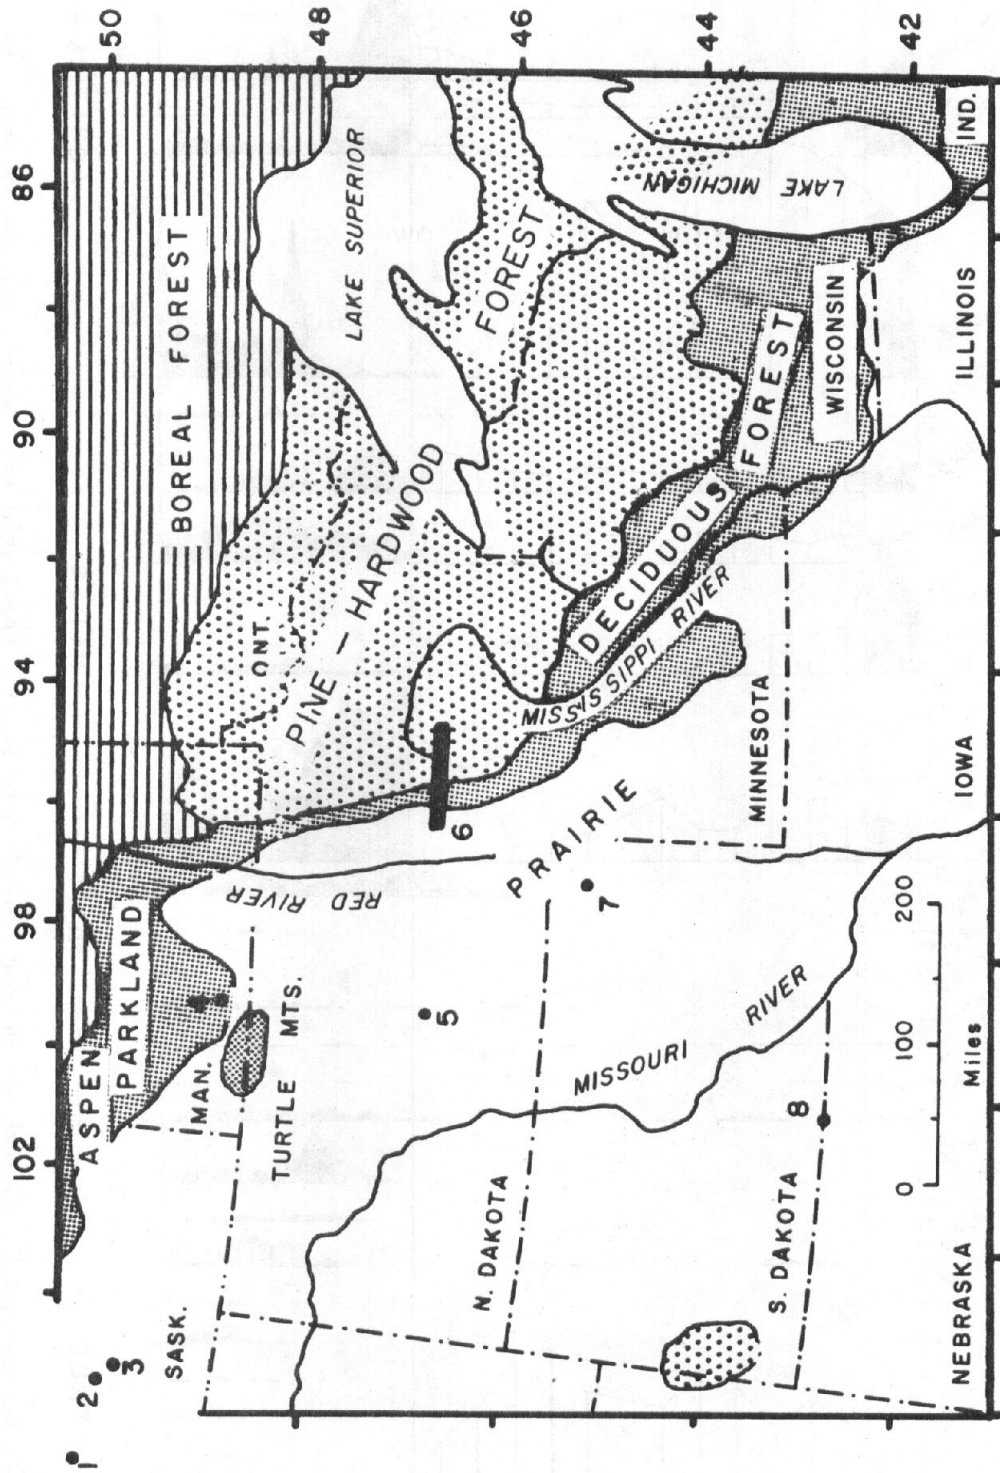 102
98
94
90
86
50
48
46
44
42
1
2
3
4
5
6
7
8
ASPEN
PARKLAND
BOREAL FOREST
SASK.
MAN.
ONT.
TURTLE MTS.
RED RIVER
PINE – HARDWOOD
FOREST
LAKE SUPERIOR
LAKE MICHIGAN
N. DAKOTA
PRAIRIE
MISSISSIPPI RIVER
DECIDUOUS
FOREST
MISSOURI
RIVER
S. DAKOTA
MINNESOTA
WISCONSIN
NEBRASKA
IOWA
ILLINOIS
IND.
0 100 200
Miles